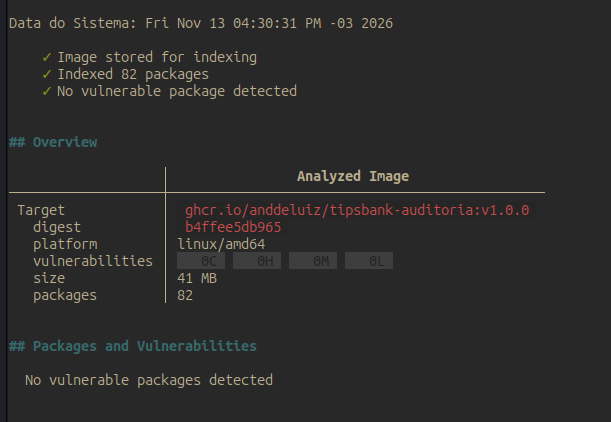 Data do Sistema: Fri Nov 13 04:30:31 PM -03 2026
✓ Image stored for indexing
✓ Indexed 82 packages
✓ No vulnerable package detected
## Overview
Analyzed Image
Target ghcr.io/anddeluiz/tipsbank-auditoria:v1.0.0
digest b4ffee5db965
platform linux/amd64
vulnerabilities 0C 0H 0M 0L
size 41 MB
packages 82
## Packages and Vulnerabilities
No vulnerable packages detected